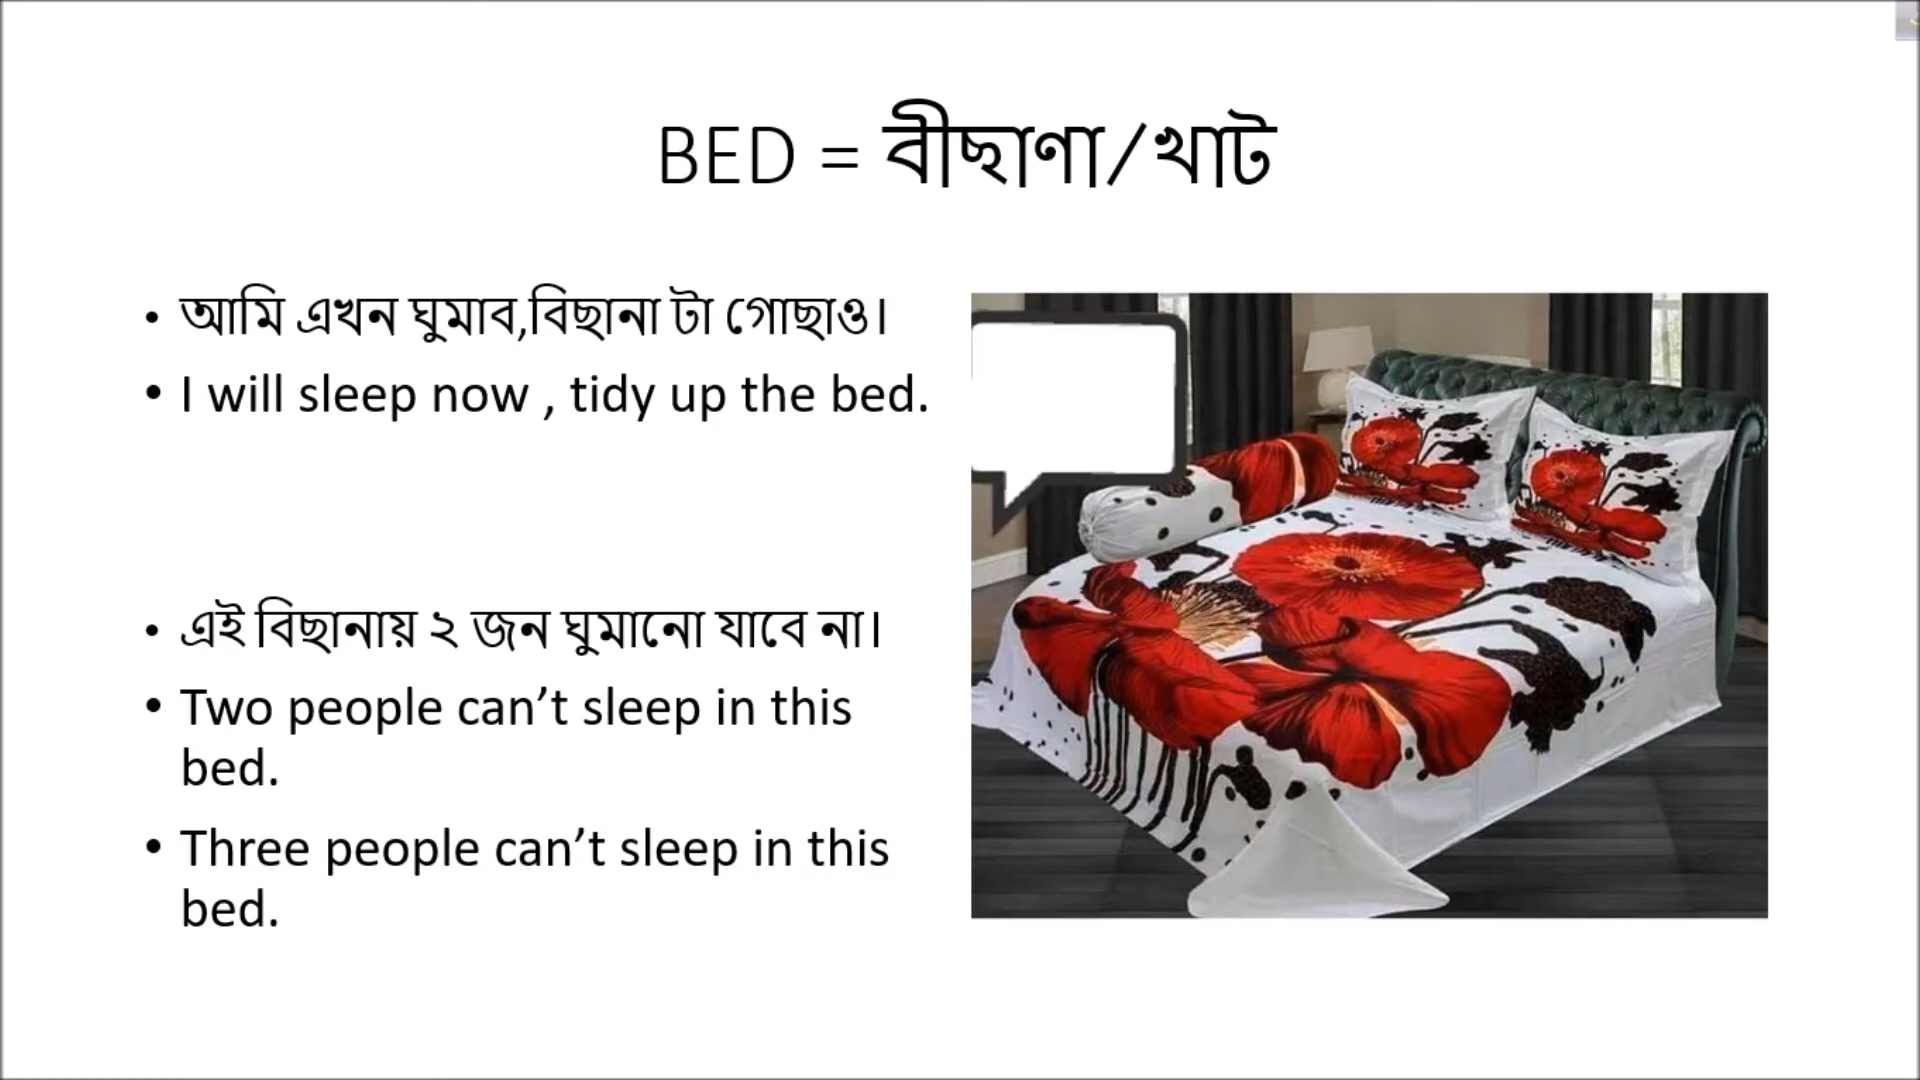 BED = বীছাণা/খাট
• আমি এখন ঘুমাব,বিছানা টা গোছাও।
• I will sleep now , tidy up the bed.
• এই বিছানায় ২ জন ঘুমানো যাবে না।
• Two people can’t sleep in this
bed.
• Three people can’t sleep in this
bed.